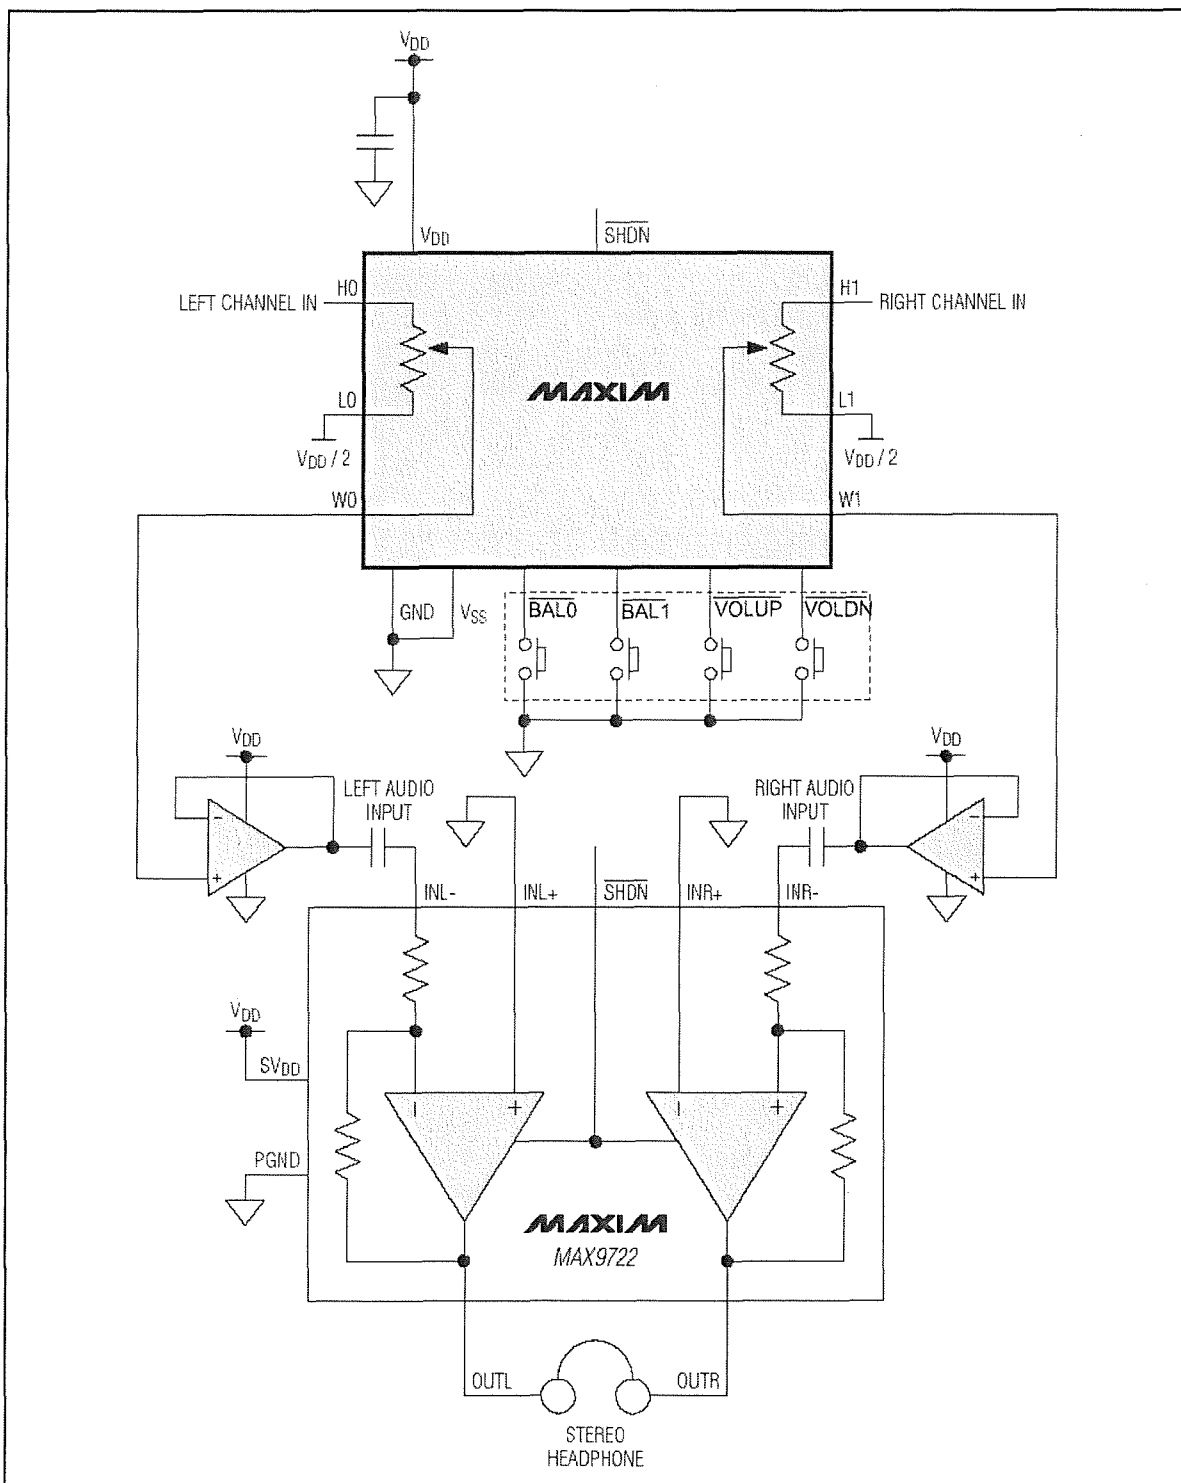 VDD
VDD
SHDN
H0
H1
LEFT CHANNEL IN
RIGHT CHANNEL IN
MAXIM
L0
L1
VDD / 2
VDD / 2
W0
W1
GND
VSS
BAL0
BAL1
VOLUP
VOLDN
VDD
VDD
LEFT AUDIO
INPUT
RIGHT AUDIO
INPUT
−
+
−
+
INL-
INL+
SHDN
INR+
INR-
VDD
SVDD
−
+
−
+
PGND
MAXIM
MAX9722
OUTL
OUTR
STEREO
HEADPHONE